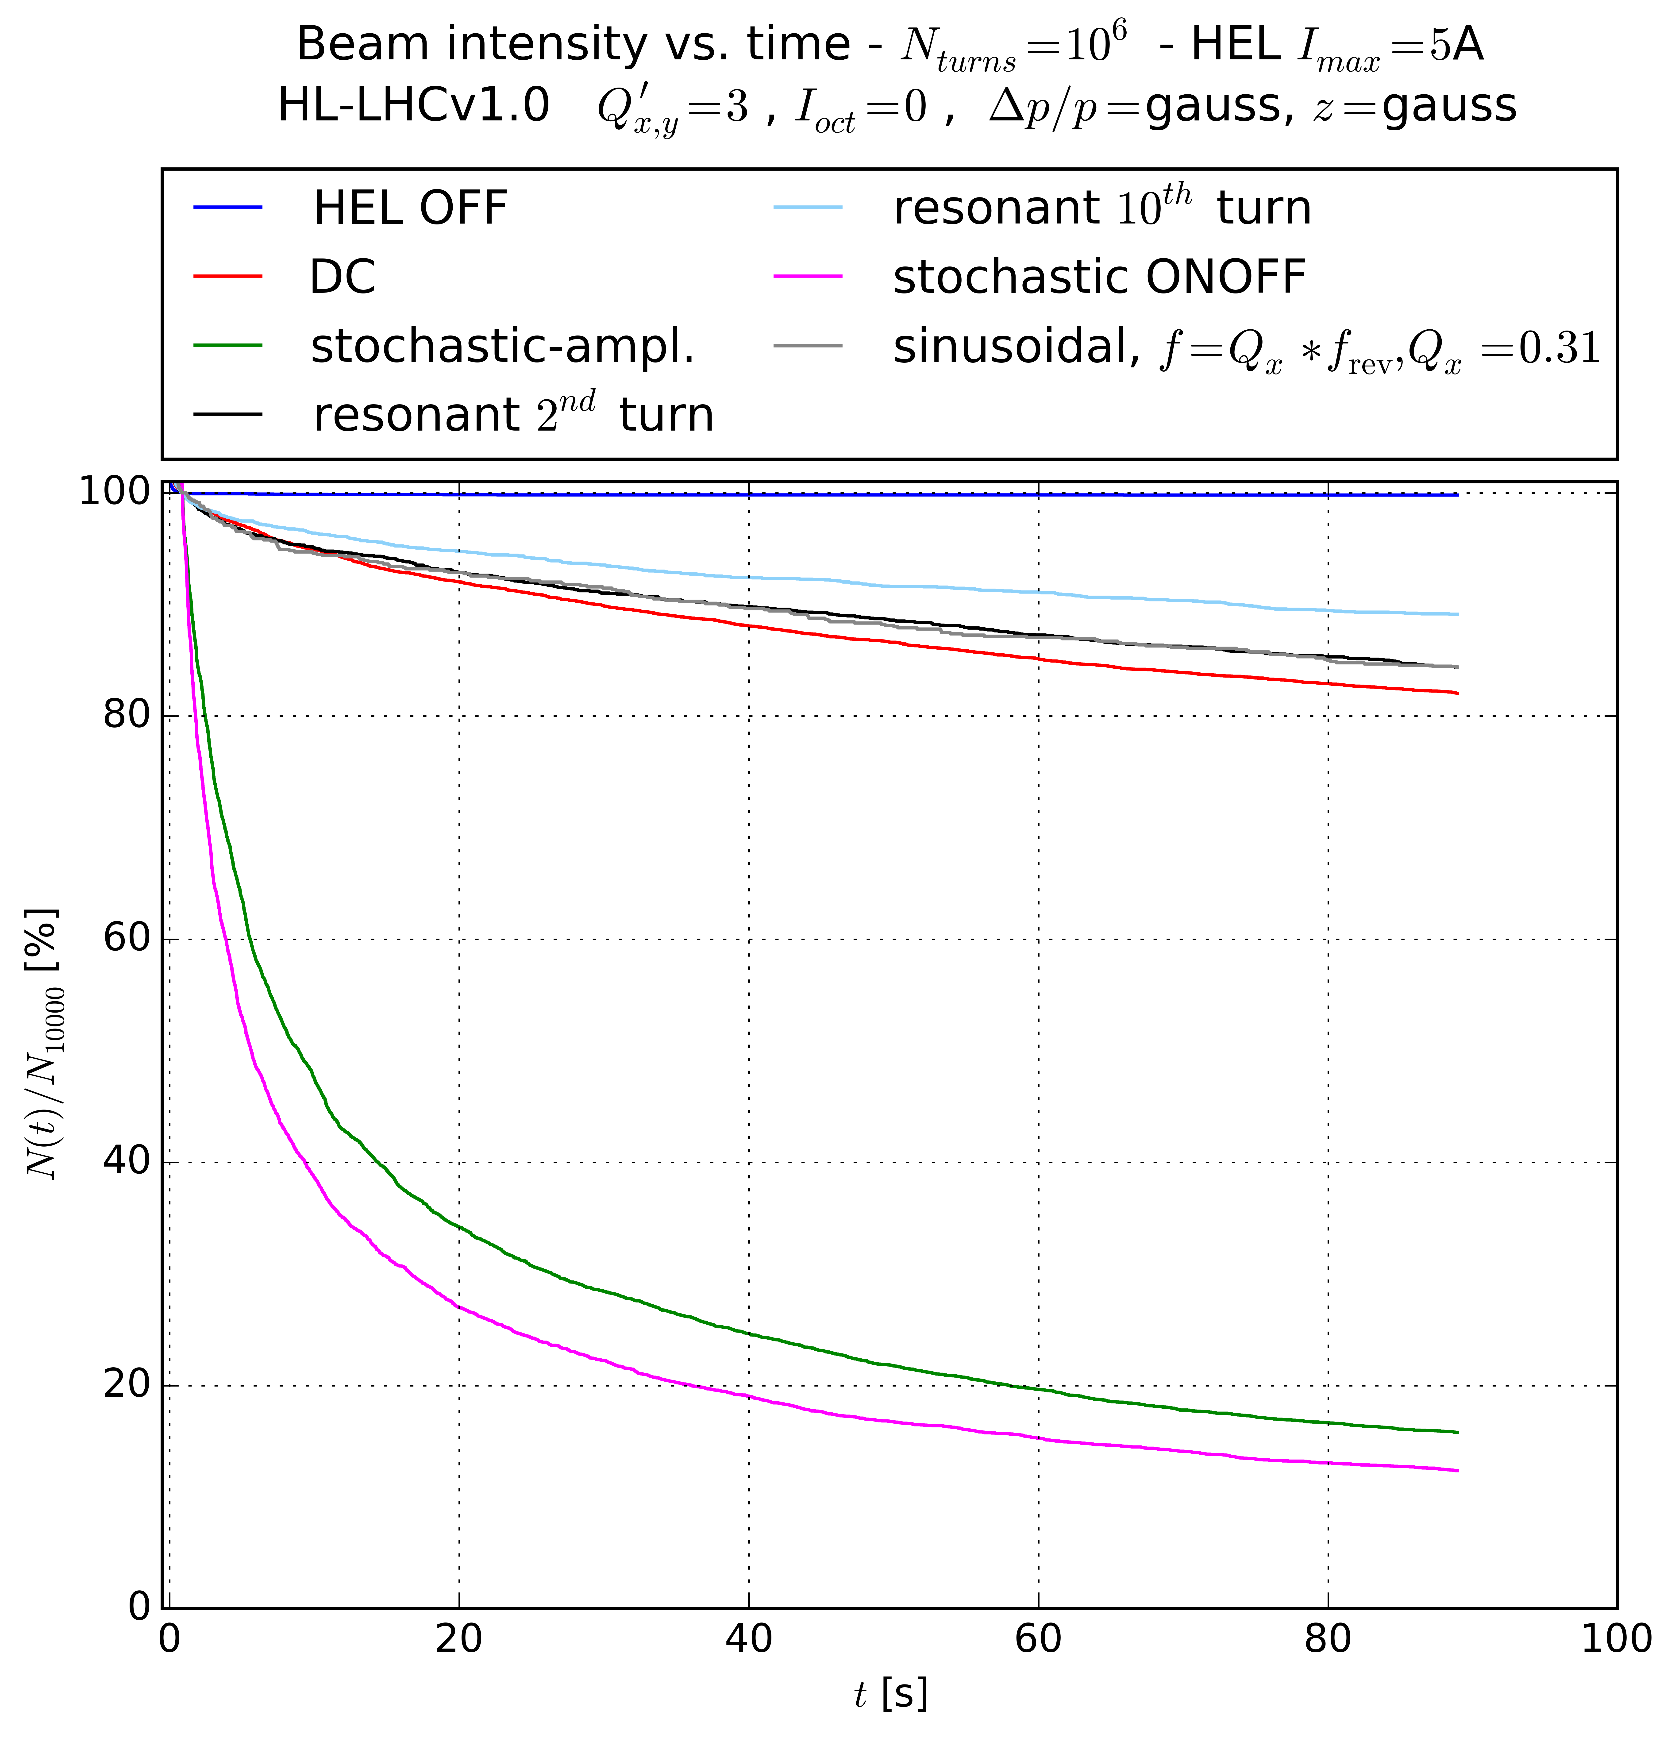 Beam intensity vs. time - N_turns=10^6 - HEL I_max=5A
HL-LHCv1.0 Q'_x,y=3 , I_oct=0 , Δp/p=gauss, z=gauss
HEL OFF
DC
stochastic-ampl.
resonant 2^nd turn
resonant 10^th turn
stochastic ONOFF
sinusoidal, f=Q_x *f_rev,Q_x =0.31
100
80
60
40
20
0
N(t)/N_10000 [%]
0 20 40 60 80 100
t [s]